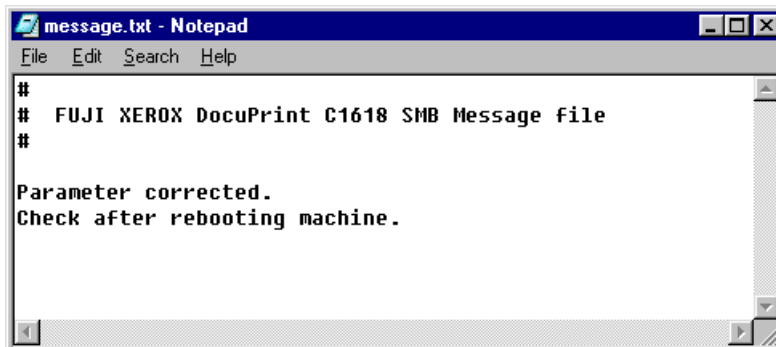 message.txt - Notepad
File Edit Search Help
#
# FUJI XEROX DocuPrint C1618 SMB Message file
#
Parameter corrected.
Check after rebooting machine.